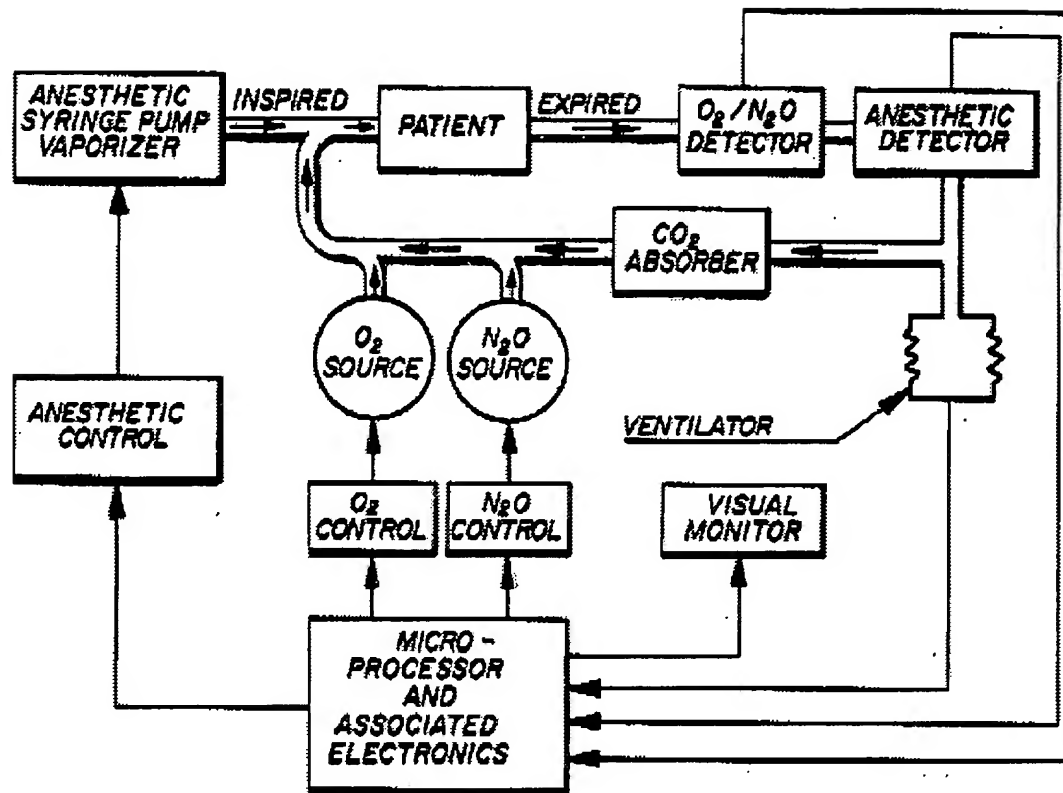 ANESTHETIC
SYRINGE PUMP
VAPORIZER
INSPIRED
PATIENT
EXPIRED
O₂/N₂O
DETECTOR
ANESTHETIC
DETECTOR
CO₂
ABSORBER
O₂
SOURCE
N₂O
SOURCE
VENTILATOR
ANESTHETIC
CONTROL
O₂
CONTROL
N₂O
CONTROL
VISUAL
MONITOR
MICRO-
PROCESSOR
AND
ASSOCIATED
ELECTRONICS